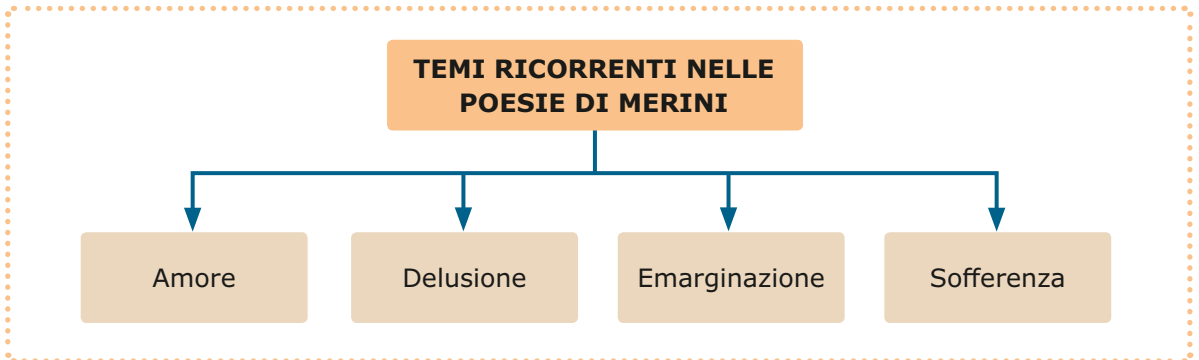 TEMI RICORRENTI NELLE
POESIE DI MERINI
Amore
Delusione
Emarginazione
Sofferenza